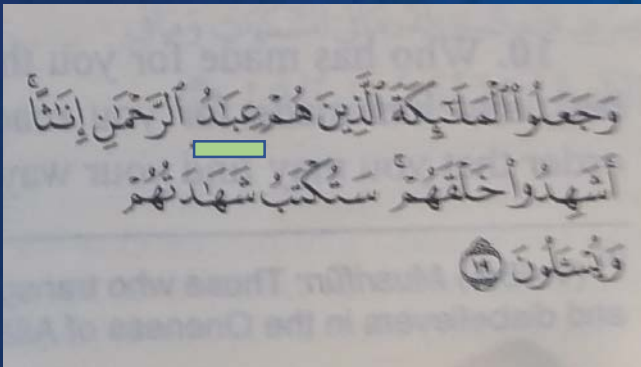 وَجَعَلُوا۟ ٱلْمَلَـٰٓئِكَةَ ٱلَّذِينَ هُمْ عِبَـٰدُ ٱلرَّحْمَـٰنِ إِنَـٰثًا ۚ
أَشَهِدُوا۟ خَلْقَهُمْ ۚ سَتُكْتَبُ شَهَـٰدَتُهُمْ
وَيُسْـَٔلُونَ ١٩